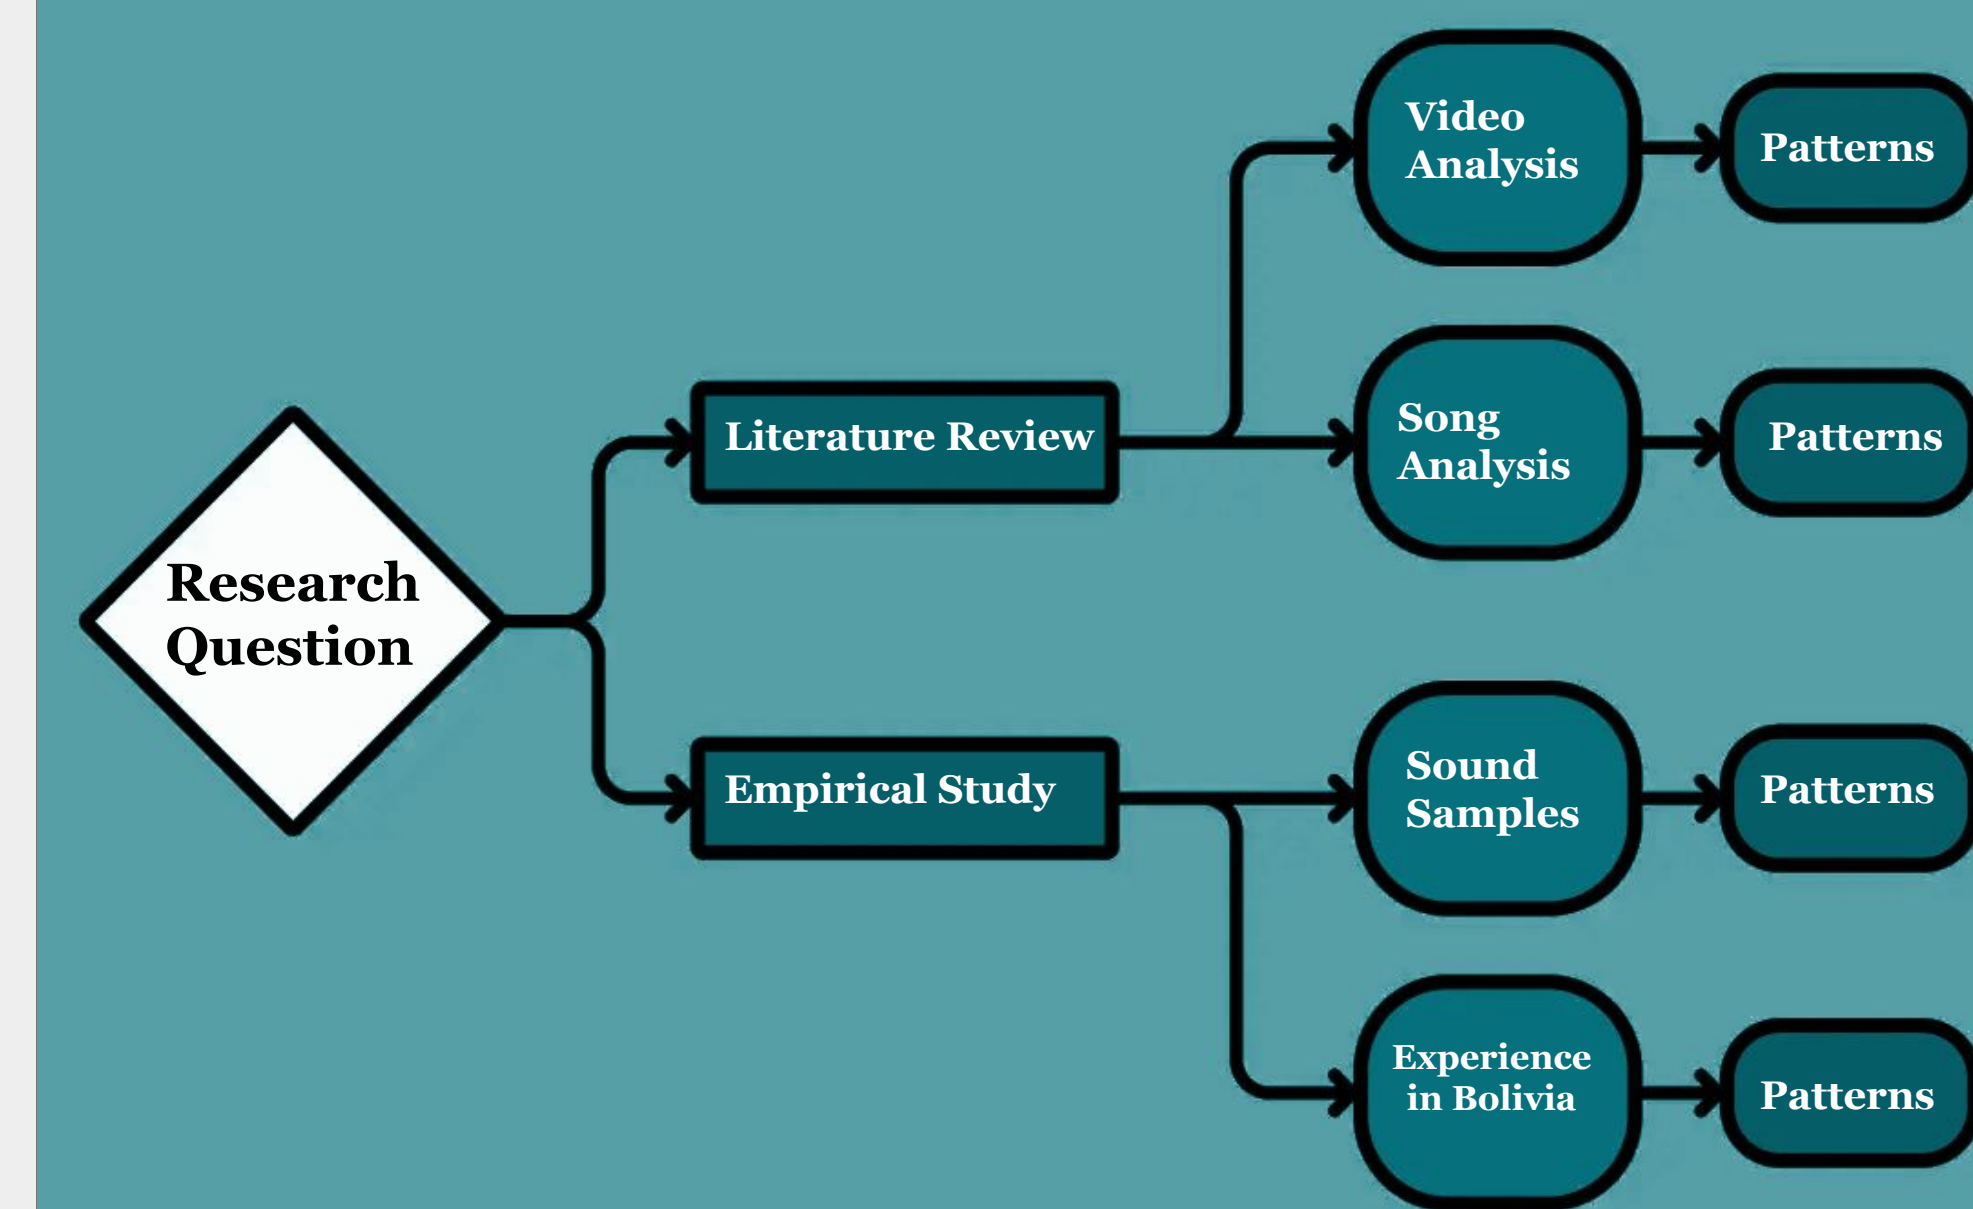 Research
Question
Literature Review
Empirical Study
Video
Analysis
Patterns
Song
Analysis
Patterns
Sound
Samples
Patterns
Experience
in Bolivia
Patterns